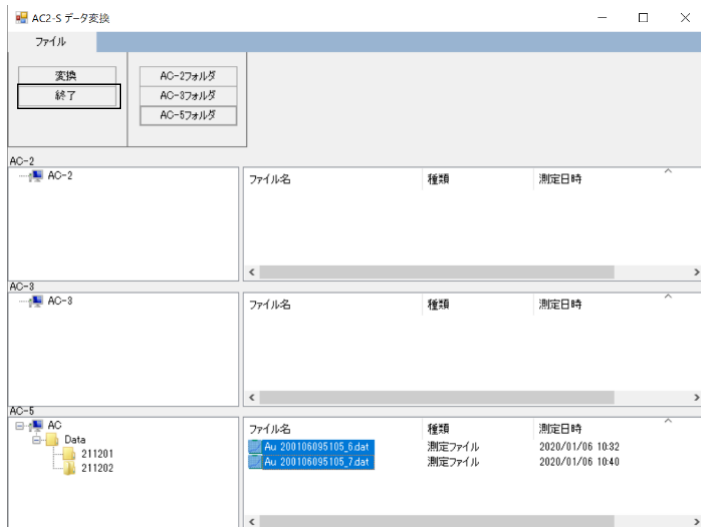 AC2-S データ変換
ファイル
変換
終了
AC-2フォルダ
AC-3フォルダ
AC-5フォルダ
AC-2
AC-2
ファイル名 種類 測定日時
AC-3
AC-3
ファイル名 種類 測定日時
AC-5
AC
Data
211201
211202
ファイル名 種類 測定日時
Au 200106095105_6.dat 測定ファイル 2020/01/06 10:32
Au 200106095105_7.dat 測定ファイル 2020/01/06 10:40